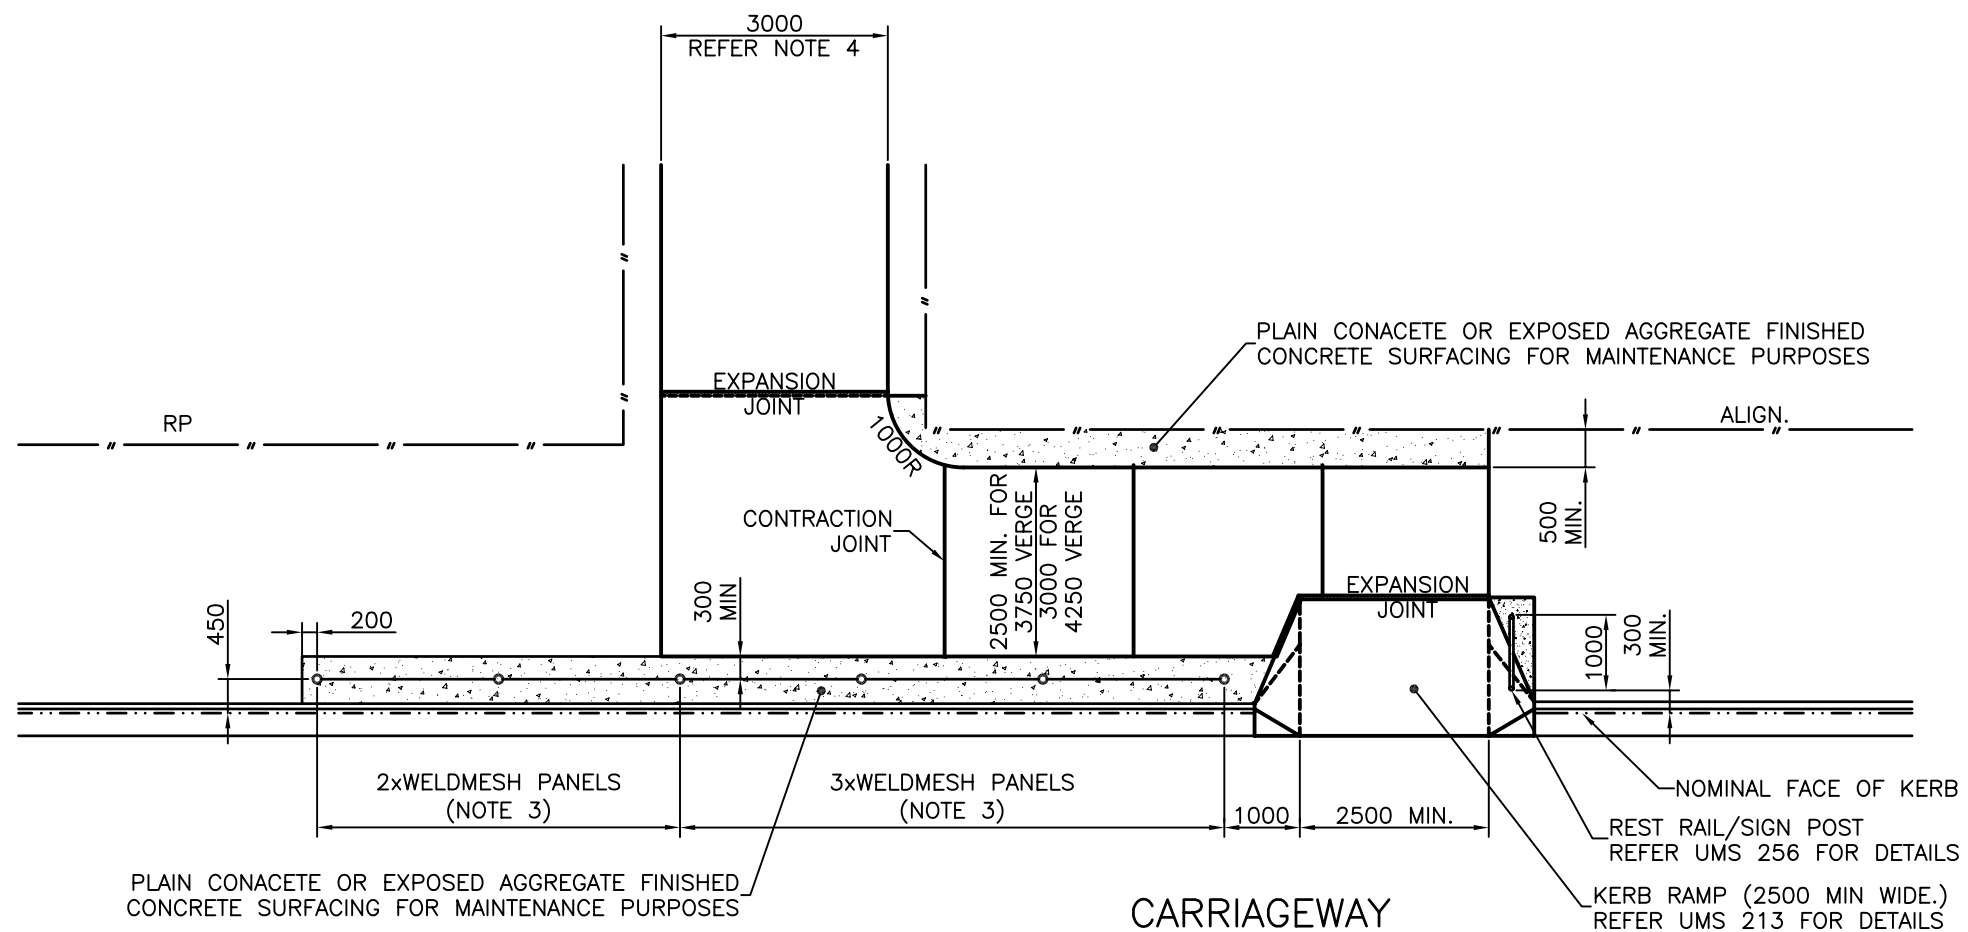 3000
REFER NOTE 4
PLAIN CONACETE OR EXPOSED AGGREGATE FINISHED
CONCRETE SURFACING FOR MAINTENANCE PURPOSES
EXPANSION
JOINT
RP
ALIGN.
1000R
CONTRACTION
JOINT
2500 MIN. FOR
3750 VERGE
3000 FOR
4250 VERGE
500
MIN.
300
MIN
EXPANSION
JOINT
450
200
1000
300
MIN.
2xWELDMESH PANELS
(NOTE 3)
3xWELDMESH PANELS
(NOTE 3)
1000
2500 MIN.
NOMINAL FACE OF KERB
REST RAIL/SIGN POST
REFER UMS 256 FOR DETAILS
KERB RAMP (2500 MIN WIDE.)
REFER UMS 213 FOR DETAILS
PLAIN CONACETE OR EXPOSED AGGREGATE FINISHED
CONCRETE SURFACING FOR MAINTENANCE PURPOSES
CARRIAGEWAY